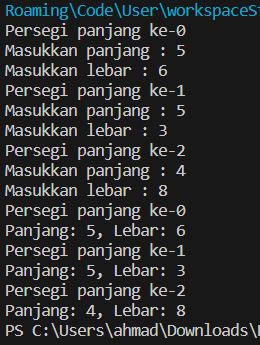 Roaming\Code\User\workspaceS
Persegi panjang ke-0
Masukkan panjang : 5
Masukkan lebar : 6
Persegi panjang ke-1
Masukkan panjang : 5
Masukkan lebar : 3
Persegi panjang ke-2
Masukkan panjang : 4
Masukkan lebar : 8
Persegi panjang ke-0
Panjang: 5, Lebar: 6
Persegi panjang ke-1
Panjang: 5, Lebar: 3
Persegi panjang ke-2
Panjang: 4, Lebar: 8
PS C:\Users\ahmad\Downloads\